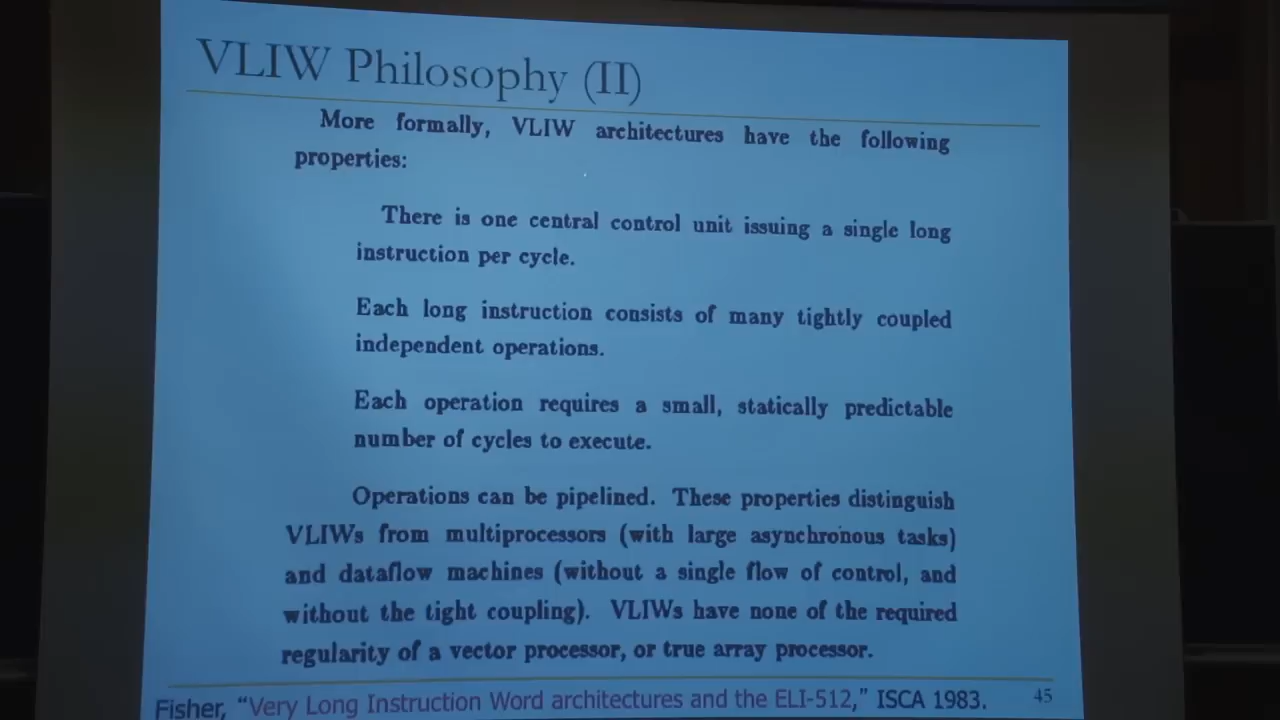 VLIW Philosophy (II)
More formally, VLIW architectures have the following
properties:
There is one central control unit issuing a single long
instruction per cycle.
Each long instruction consists of many tightly coupled
independent operations.
Each operation requires a small, statically predictable
number of cycles to execute.
Operations can be pipelined. These properties distinguish
VLIWs from multiprocessors (with large asynchronous tasks)
and dataflow machines (without a single flow of control, and
without the tight coupling). VLIWs have none of the required
regularity of a vector processor, or true array processor.
Fisher, “Very Long Instruction Word architectures and the ELI-512,” ISCA 1983.
45